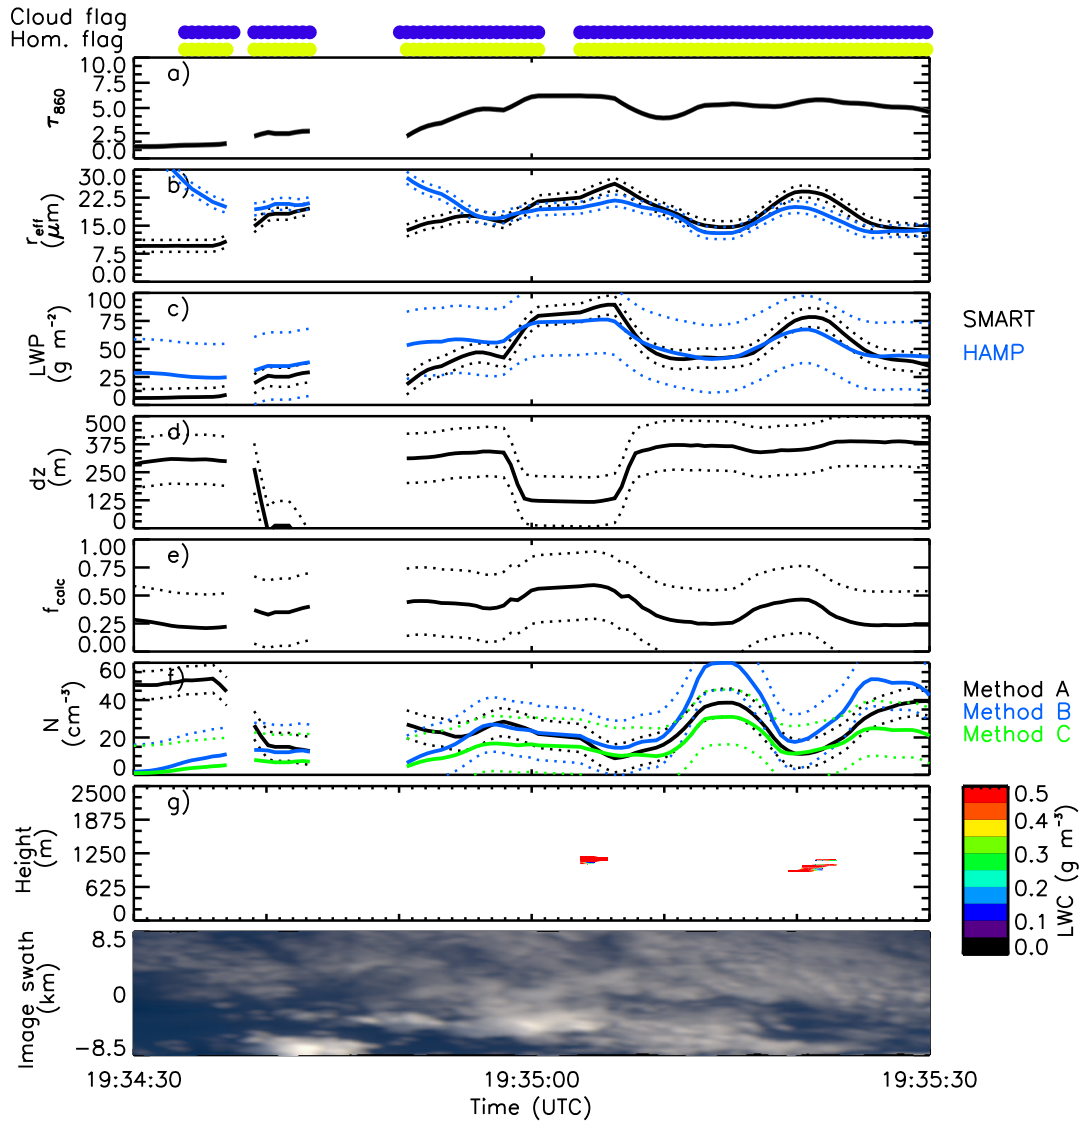 Cloud flag
Hom. flag
a)
10.0
7.5
5.0
2.5
0.0
τ860
b)
30.0
22.5
15.0
7.5
0.0
reff
(μm)
c)
100
75
50
25
0
LWP
(g m⁻²)
SMART
HAMP
d)
500
375
250
125
0
dz
(m)
e)
1.00
0.75
0.50
0.25
0.00
fcalc
f)
60
40
20
0
N
(cm⁻³)
Method A
Method B
Method C
g)
2500
1875
1250
625
0
Height
(m)
0.5
0.4
0.3
0.2
0.1
0.0
LWC (g m⁻³)
8.5
0
−8.5
Image swath
(km)
19:34:30
19:35:00
19:35:30
Time (UTC)